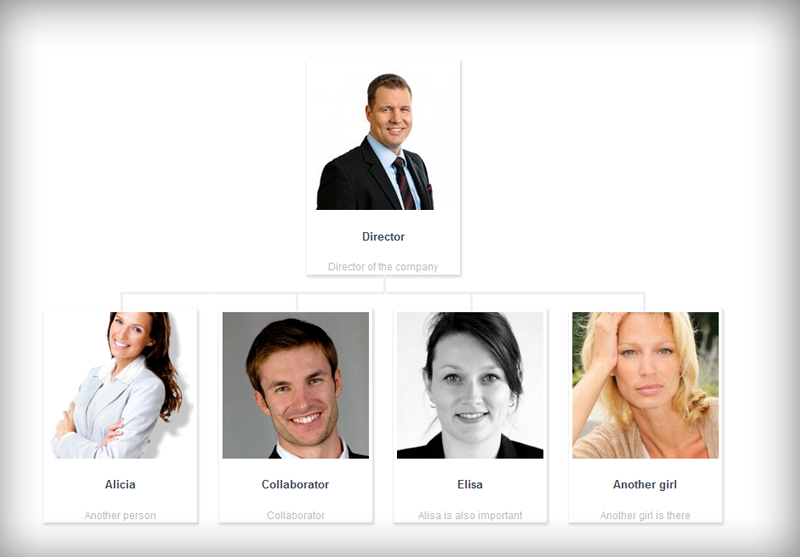 Director
Director of the company
Alicia
Another person
Collaborator
Collaborator
Elisa
Alisa is also important
Another girl
Another girl is there